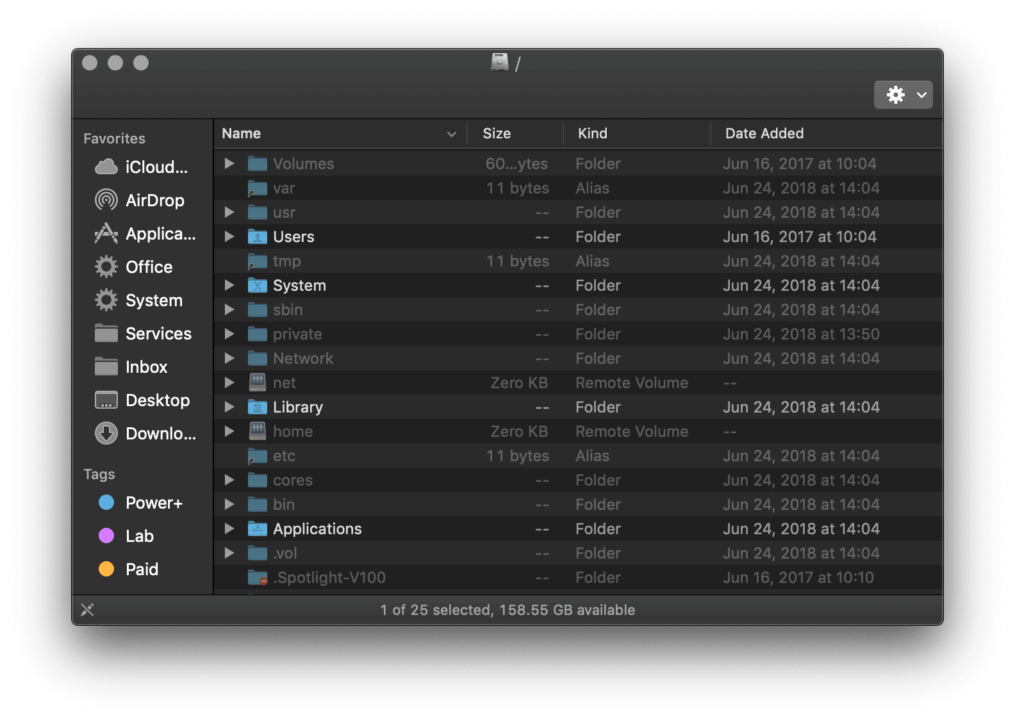 /
Favorites
iCloud...
AirDrop
Applica...
Office
System
Services
Inbox
Desktop
Downlo...
Tags
Power+
Lab
Paid
Name Size Kind Date Added
Volumes 60...ytes Folder Jun 16, 2017 at 10:04
var 11 bytes Alias Jun 24, 2018 at 14:04
usr -- Folder Jun 24, 2018 at 14:04
Users -- Folder Jun 16, 2017 at 10:04
tmp 11 bytes Alias Jun 24, 2018 at 14:04
System -- Folder Jun 24, 2018 at 14:04
sbin -- Folder Jun 24, 2018 at 14:04
private -- Folder Jun 24, 2018 at 13:50
Network -- Folder Jun 24, 2018 at 14:04
net Zero KB Remote Volume --
Library -- Folder Jun 24, 2018 at 14:04
home Zero KB Remote Volume --
etc 11 bytes Alias Jun 24, 2018 at 14:04
cores -- Folder Jun 24, 2018 at 14:04
bin -- Folder Jun 24, 2018 at 14:04
Applications -- Folder Jun 24, 2018 at 14:04
.vol -- Folder Jun 24, 2018 at 14:04
.Spotlight-V100 -- Folder Jun 16, 2017 at 10:10
1 of 25 selected, 158.55 GB available